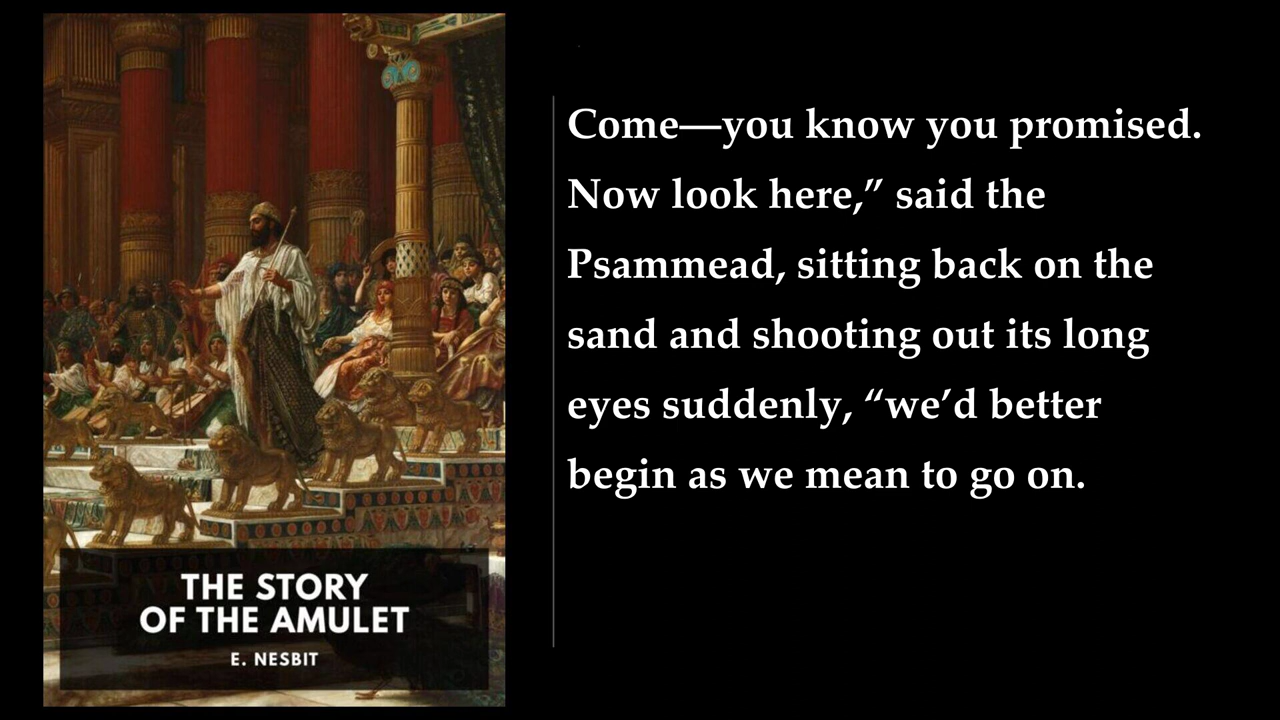 Come—you know you promised.
Now look here,” said the
Psammead, sitting back on the
sand and shooting out its long
eyes suddenly, “we’d better
begin as we mean to go on.
THE STORY
OF THE AMULET
E. NESBIT